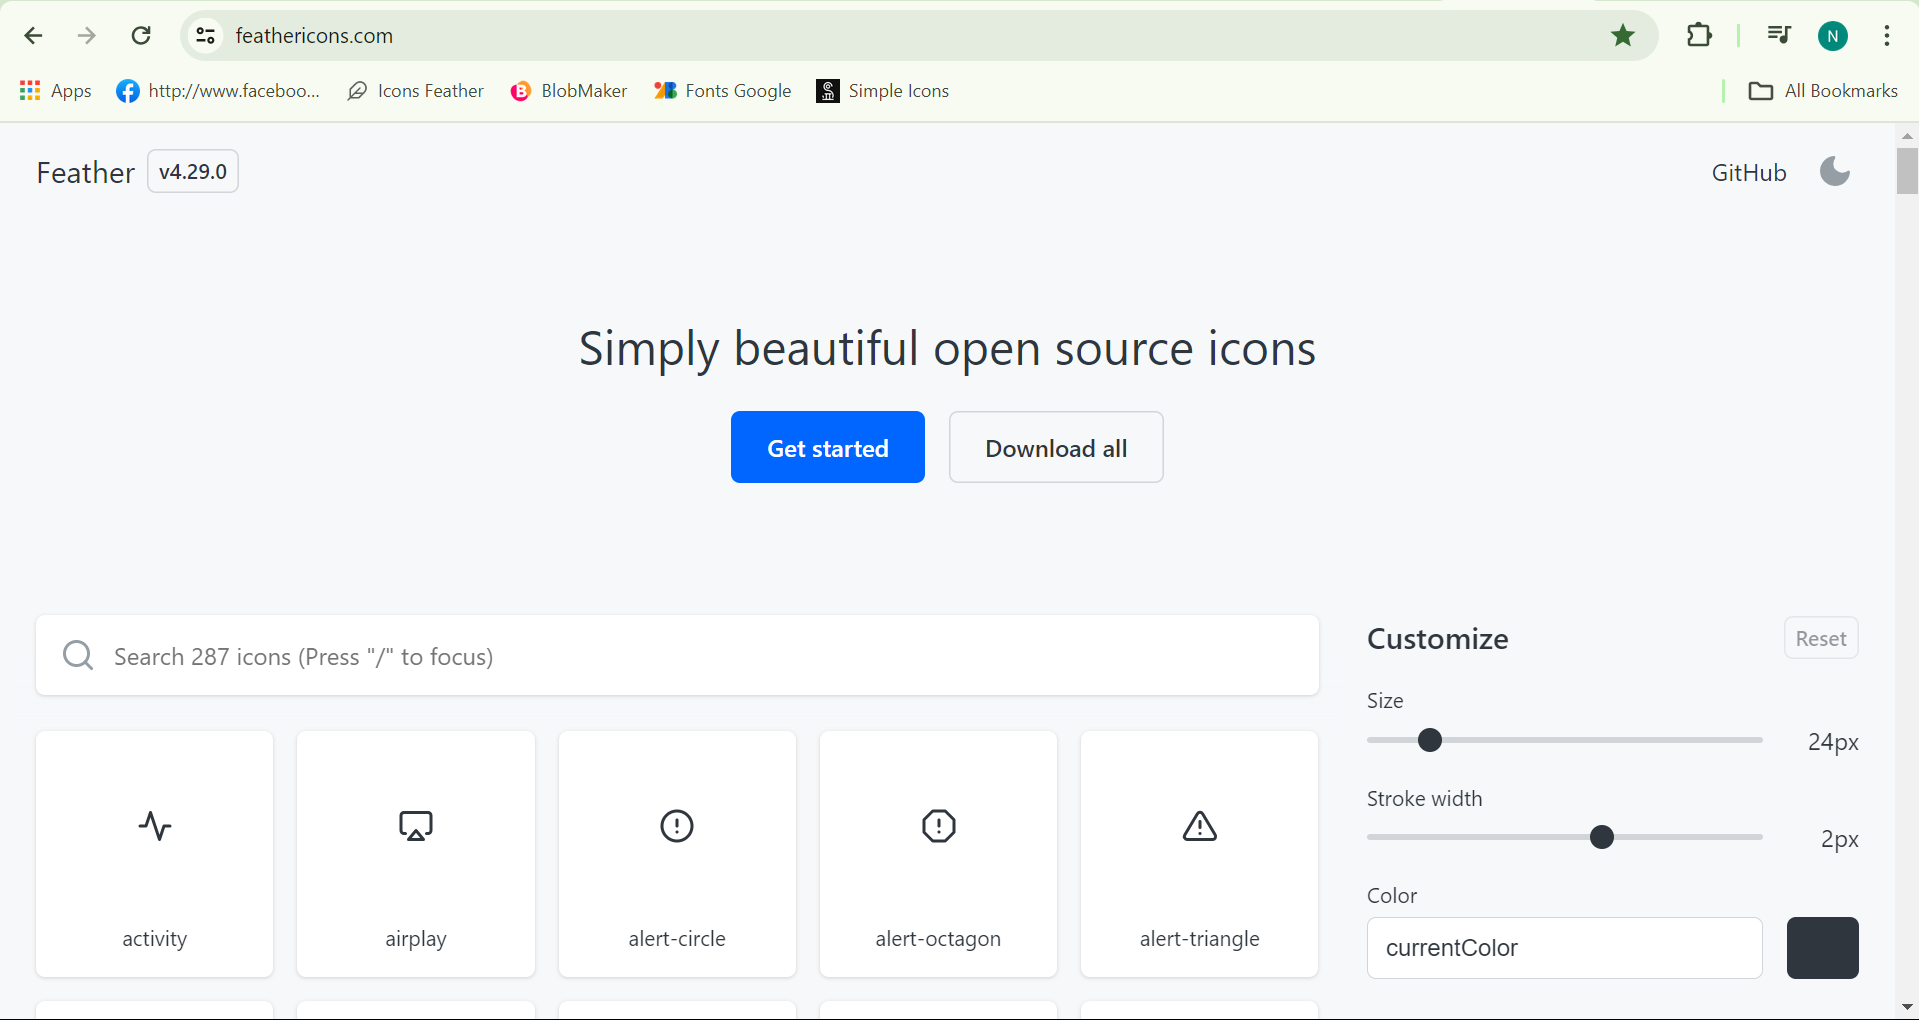 feathericons.com
N
Apps http://www.faceboo... Icons Feather BlobMaker Fonts Google Simple Icons All Bookmarks
Feather v4.29.0 GitHub
Simply beautiful open source icons
Get started Download all
Search 287 icons (Press "/" to focus)
Customize Reset
Size
24px
Stroke width
2px
Color
currentColor
activity airplay alert-circle alert-octagon alert-triangle